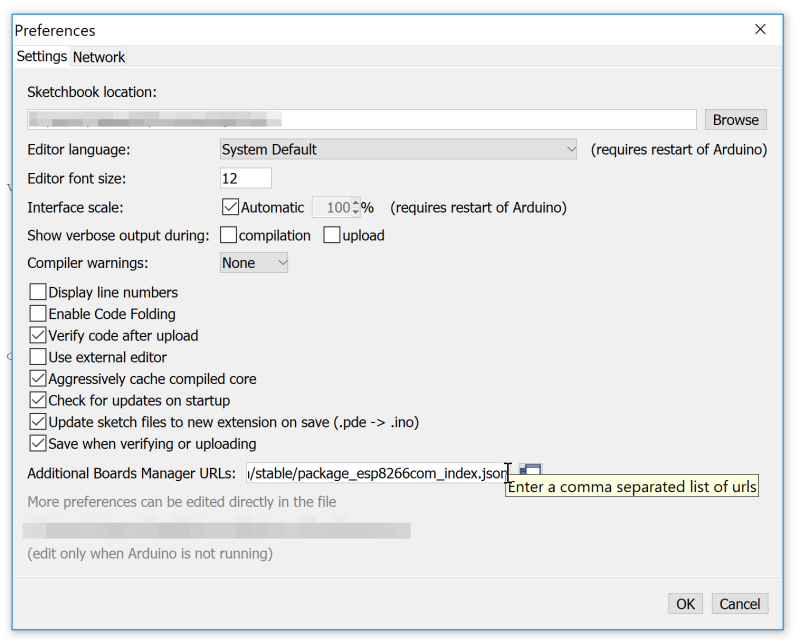 Preferences
Settings Network
Sketchbook location:
Browse
Editor language: System Default (requires restart of Arduino)
Editor font size: 12
Interface scale: Automatic 100 % (requires restart of Arduino)
Show verbose output during: compilation upload
Compiler warnings: None
Display line numbers
Enable Code Folding
Verify code after upload
Use external editor
Aggressively cache compiled core
Check for updates on startup
Update sketch files to new extension on save (.pde -> .ino)
Save when verifying or uploading
Additional Boards Manager URLs: /stable/package_esp8266com_index.json
Enter a comma separated list of urls
More preferences can be edited directly in the file
(edit only when Arduino is not running)
OK Cancel